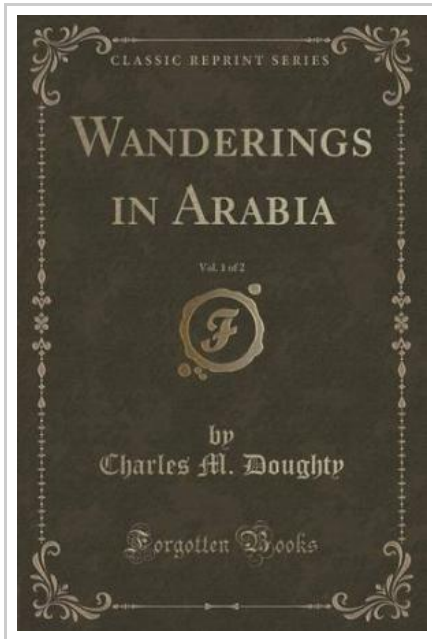 CLASSIC REPRINT SERIES
WANDERINGS
IN ARABIA
Vol. 1 of 2
F
by
Charles M. Doughty
Forgotten Books